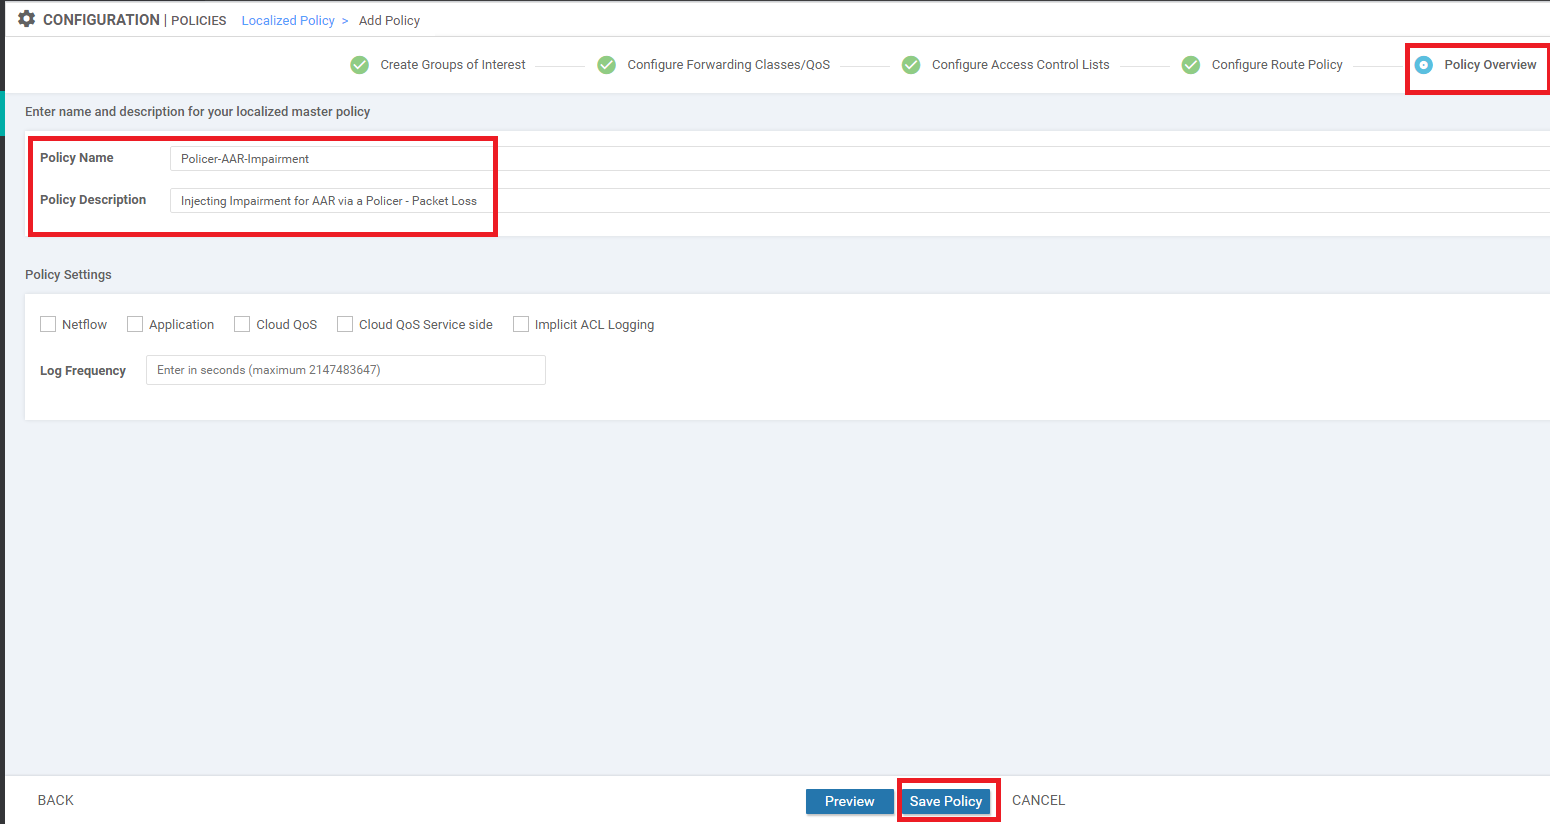 CONFIGURATION | POLICIES Localized Policy > Add Policy
Create Groups of Interest Configure Forwarding Classes/QoS Configure Access Control Lists Configure Route Policy Policy Overview
Enter name and description for your localized master policy
Policy Name Policer-AAR-Impairment
Policy Description Injecting Impairment for AAR via a Policer - Packet Loss
Policy Settings
Netflow Application Cloud QoS Cloud QoS Service side Implicit ACL Logging
Log Frequency Enter in seconds (maximum 2147483647)
BACK Preview Save Policy CANCEL